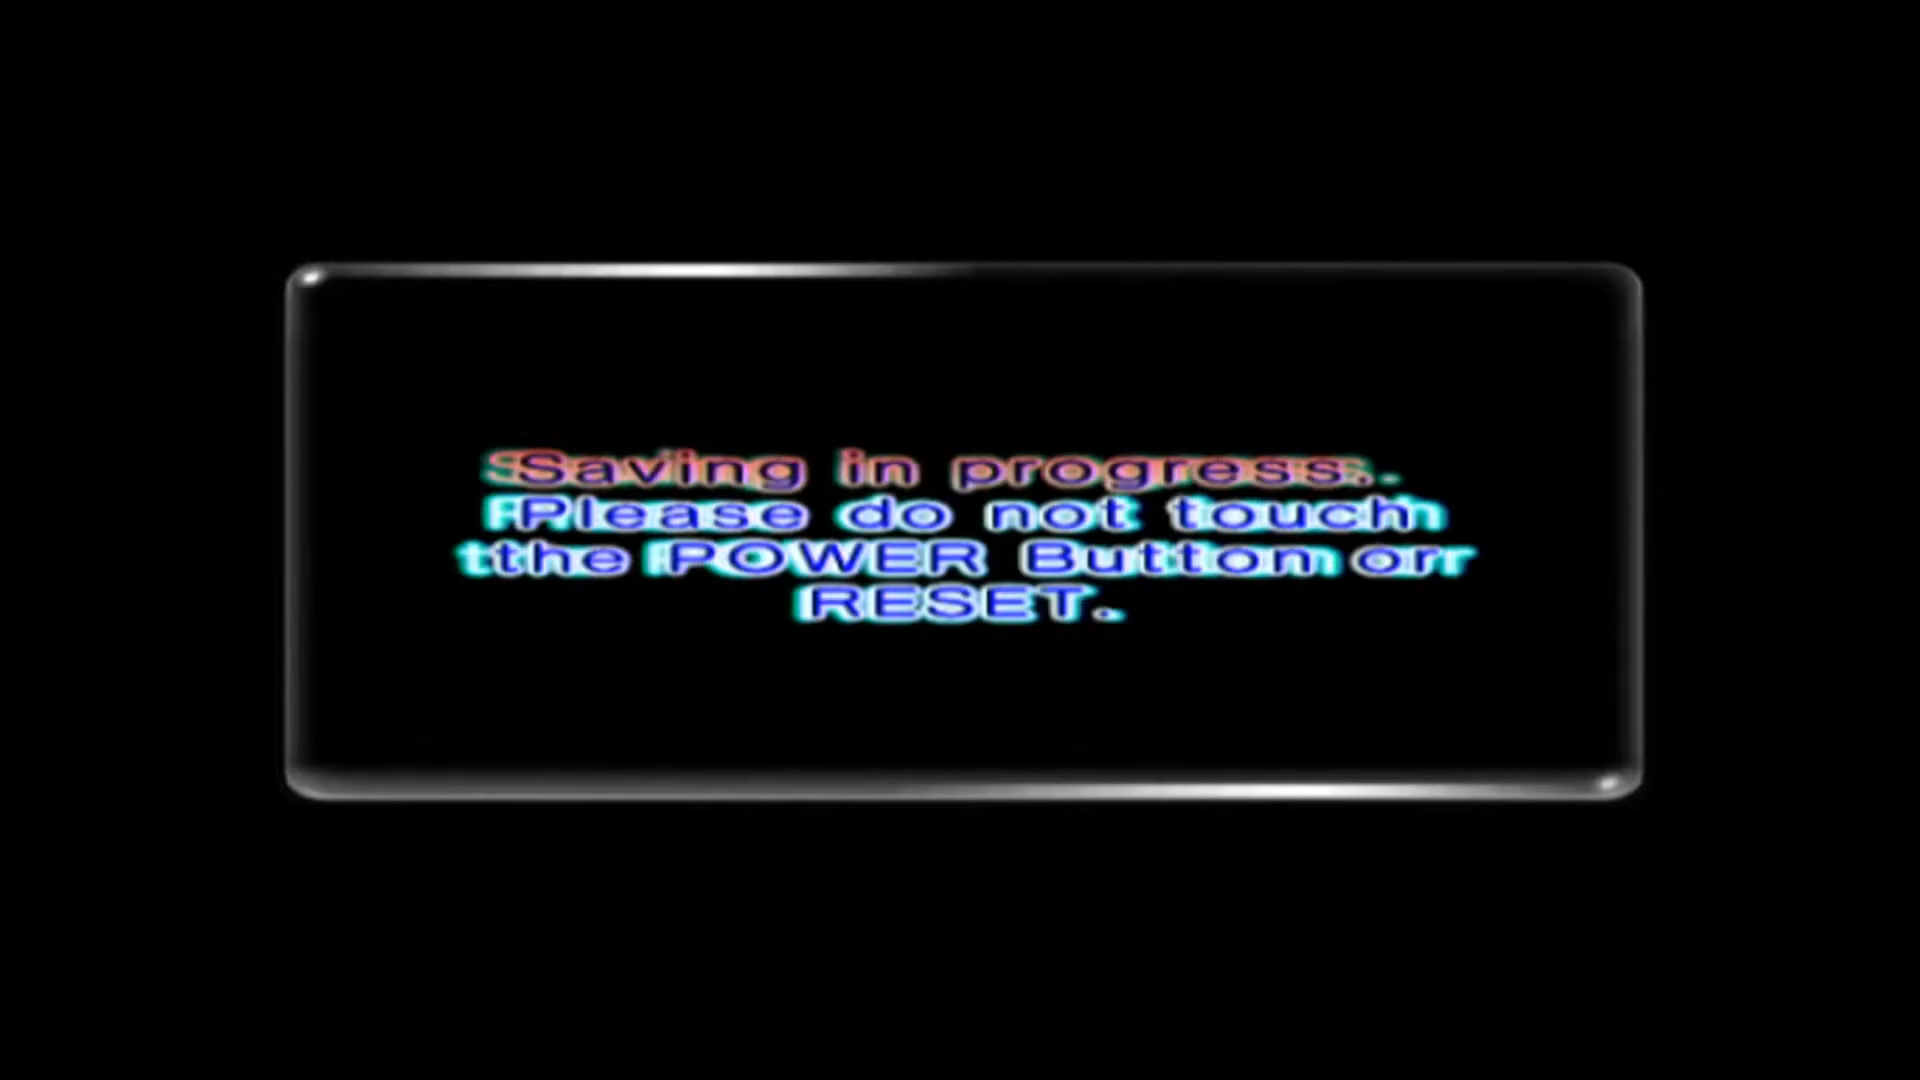 Saving in progress.
Please do not touch
the POWER Button or
RESET.